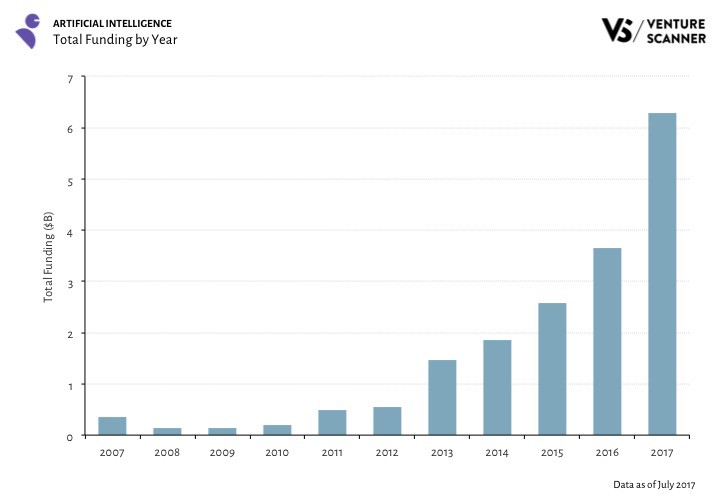 ARTIFICIAL INTELLIGENCE
Total Funding by Year
VS/VENTURE
SCANNER
7
6
5
4
3
2
1
0
Total Funding ($B)
2007 2008 2009 2010 2011 2012 2013 2014 2015 2016 2017
Data as of July 2017